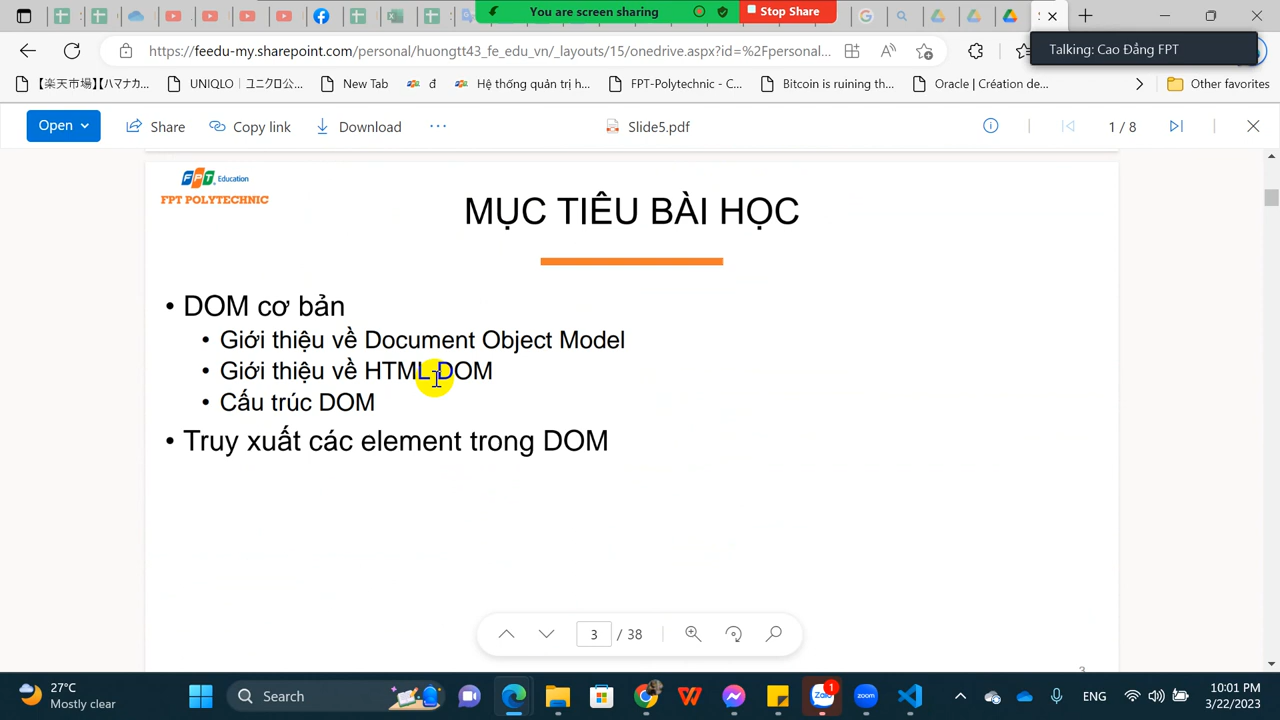 You are screen sharing
Stop Share
https://feedu-my.sharepoint.com/personal/huongtt43_fe_edu_vn/_layouts/15/onedrive.aspx?id=%2Fpersonal...
Talking: Cao Đẳng FPT
【楽天市場】【ハマナカ...
UNIQLO｜ユニクロ公...
New Tab
đ
Hệ thống quản trị h...
FPT-Polytechnic - C...
Bitcoin is ruining th...
Oracle | Création de...
Other favorites
Open
Share
Copy link
Download
Slide5.pdf
1 / 8
FPT Education
FPT POLYTECHNIC
MỤC TIÊU BÀI HỌC
• DOM cơ bản
• Giới thiệu về Document Object Model
• Giới thiệu về HTML DOM
• Cấu trúc DOM
• Truy xuất các element trong DOM
3 / 38
3
27°C
Mostly clear
Search
Zalo
1
zoom
ENG
10:01 PM
3/22/2023